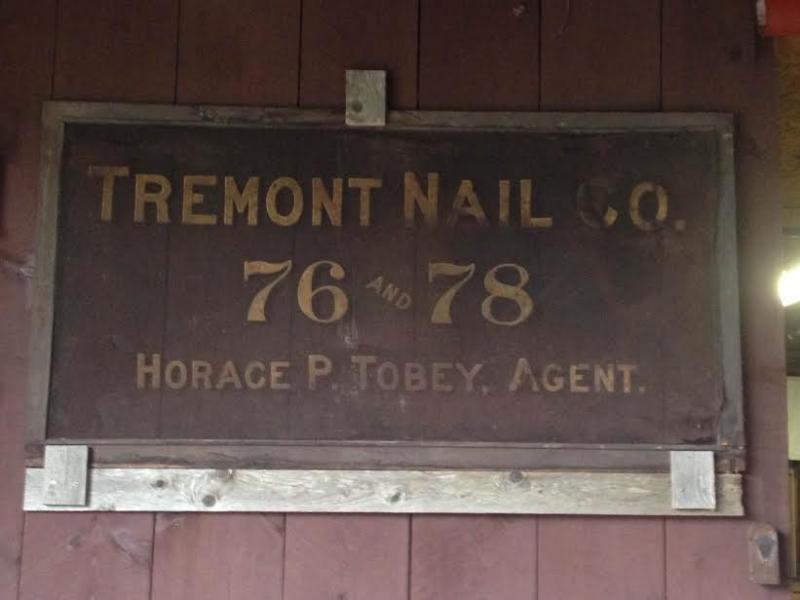 TREMONT NAIL CO.
76 AND 78
HORACE P. TOBEY, AGENT.